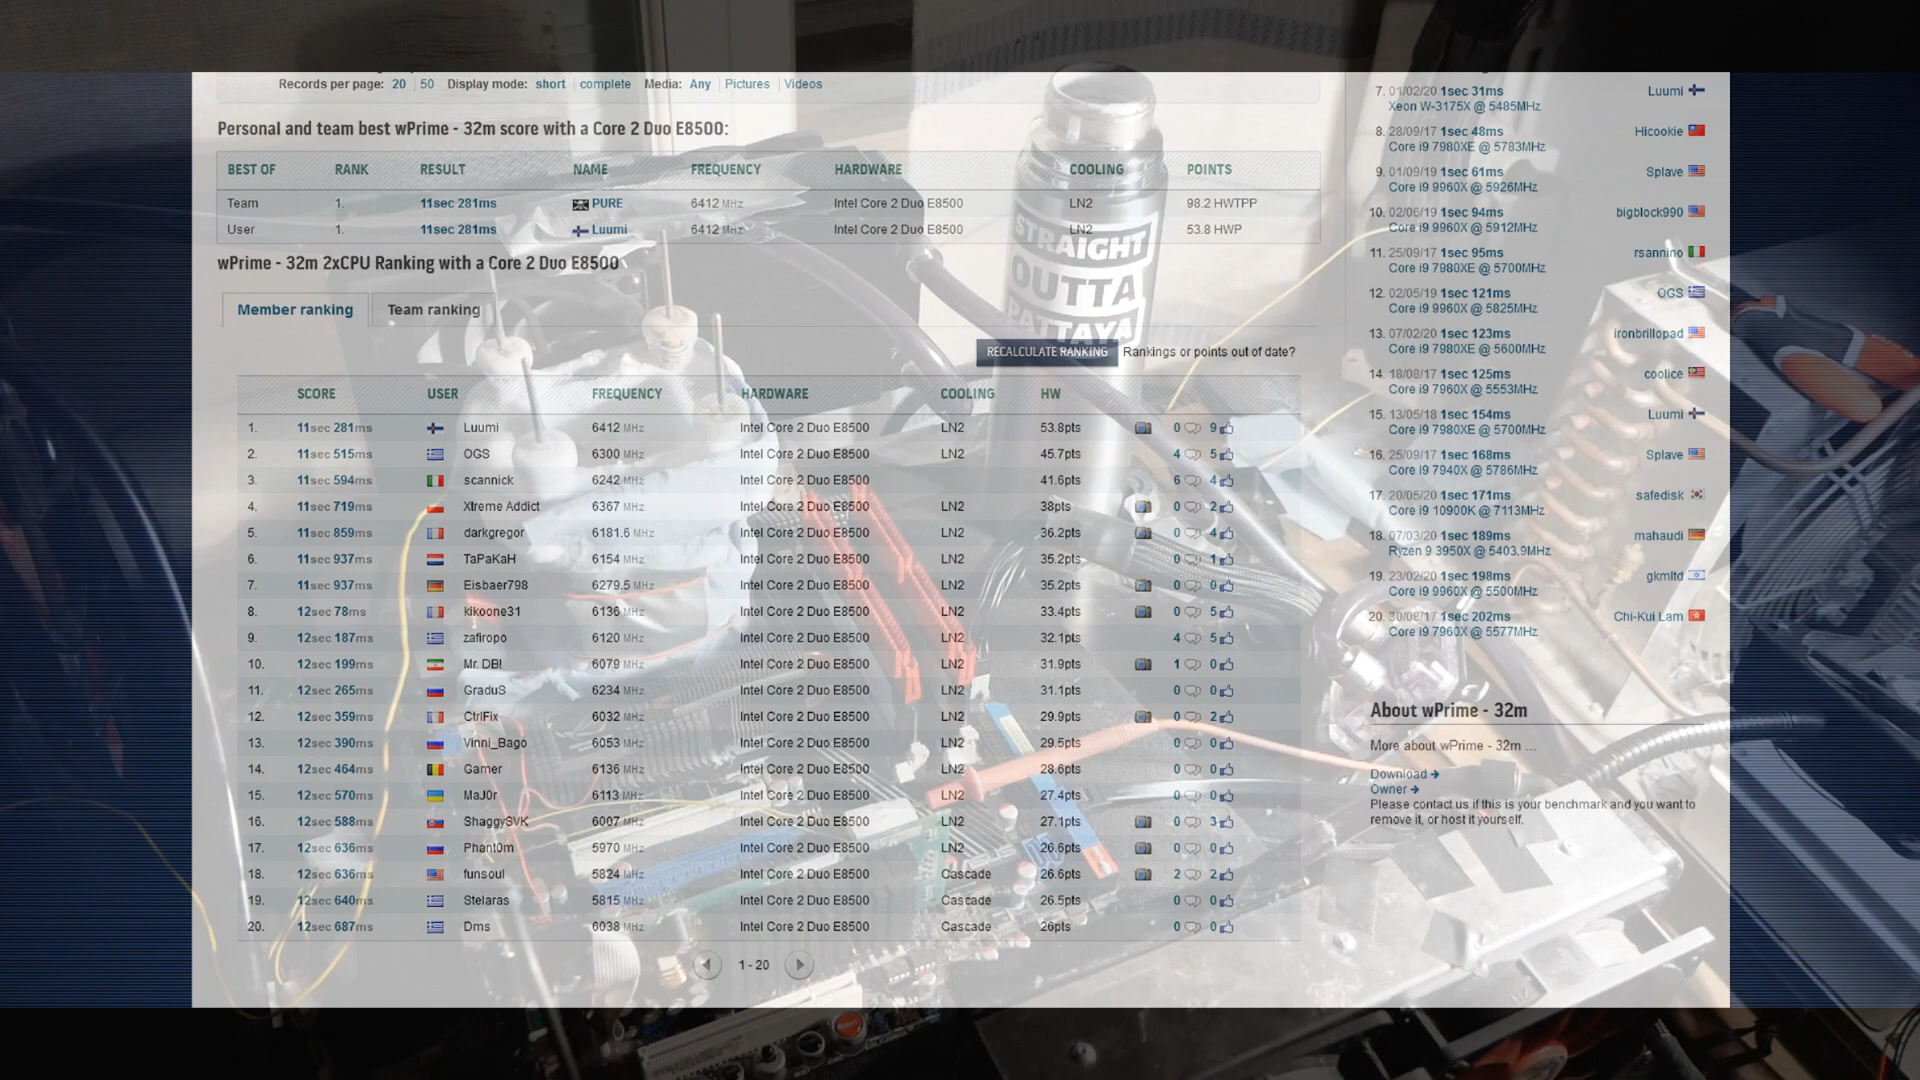 Records per page: 20 | 50 Display mode: short | complete Media: Any | Pictures | Videos
Personal and team best wPrime - 32m score with a Core 2 Duo E8500:
BEST OF RANK RESULT NAME FREQUENCY HARDWARE COOLING POINTS
Team 1. 11sec 281ms PURE 6412 MHz Intel Core 2 Duo E8500 LN2 98.2 HWTPP
User 1. 11sec 281ms Luumi 6412 MHz Intel Core 2 Duo E8500 LN2 53.8 HWP
wPrime - 32m 2xCPU Ranking with a Core 2 Duo E8500
Member ranking Team ranking
RECALCULATE RANKING Rankings or points out of date?
SCORE USER FREQUENCY HARDWARE COOLING HW
1. 11sec 281ms Luumi 6412 MHz Intel Core 2 Duo E8500 LN2 53.8pts 0 9
2. 11sec 515ms OGS 6300 MHz Intel Core 2 Duo E8500 LN2 45.7pts 4 5
3. 11sec 594ms scannick 6242 MHz Intel Core 2 Duo E8500 41.6pts 6 4
4. 11sec 719ms Xtreme Addict 6367 MHz Intel Core 2 Duo E8500 LN2 38pts 0 2
5. 11sec 859ms darkgregor 6181.6 MHz Intel Core 2 Duo E8500 LN2 36.2pts 0 4
6. 11sec 937ms TaPaKaH 6154 MHz Intel Core 2 Duo E8500 LN2 35.2pts 0 1
7. 11sec 937ms Eisbaer798 6279.5 MHz Intel Core 2 Duo E8500 LN2 35.2pts 0 0
8. 12sec 78ms kikoone31 6136 MHz Intel Core 2 Duo E8500 LN2 33.4pts 0 5
9. 12sec 187ms zafiropo 6120 MHz Intel Core 2 Duo E8500 LN2 32.1pts 4 5
10. 12sec 199ms Mr. DB! 6079 MHz Intel Core 2 Duo E8500 LN2 31.9pts 1 0
11. 12sec 265ms GraduS 6234 MHz Intel Core 2 Duo E8500 LN2 31.1pts 0 0
12. 12sec 359ms CtrlFix 6032 MHz Intel Core 2 Duo E8500 LN2 29.9pts 0 2
13. 12sec 390ms Vinni_Bago 6053 MHz Intel Core 2 Duo E8500 LN2 29.5pts 0 0
14. 12sec 464ms Gamer 6136 MHz Intel Core 2 Duo E8500 LN2 28.6pts 0 0
15. 12sec 570ms MaJ0r 6113 MHz Intel Core 2 Duo E8500 LN2 27.4pts 0 0
16. 12sec 588ms ShaggySVK 6007 MHz Intel Core 2 Duo E8500 LN2 27.1pts 0 3
17. 12sec 636ms Phant0m 5970 MHz Intel Core 2 Duo E8500 LN2 26.6pts 0 0
18. 12sec 636ms funsoul 5824 MHz Intel Core 2 Duo E8500 Cascade 26.6pts 2 2
19. 12sec 640ms Stelaras 5815 MHz Intel Core 2 Duo E8500 Cascade 26.5pts 0 0
20. 12sec 687ms Dms 6038 MHz Intel Core 2 Duo E8500 Cascade 26pts 0 0
1 - 20
7. 01/02/20 1sec 31ms Luumi
Xeon W-3175X @ 5485MHz
8. 28/09/17 1sec 48ms Hicookie
Core i9 7980XE @ 5783MHz
9. 01/09/19 1sec 61ms Splave
Core i9 9960X @ 5926MHz
10. 02/06/19 1sec 94ms bigblock990
Core i9 9960X @ 5912MHz
11. 25/09/17 1sec 95ms rsannino
Core i9 7980XE @ 5700MHz
12. 02/05/19 1sec 121ms OGS
Core i9 9960X @ 5825MHz
13. 07/02/20 1sec 123ms ironbrillopad
Core i9 7980XE @ 5600MHz
14. 18/08/17 1sec 125ms coolice
Core i9 7960X @ 5553MHz
15. 13/05/18 1sec 154ms Luumi
Core i9 7980XE @ 5700MHz
16. 25/09/17 1sec 168ms Splave
Core i9 7940X @ 5786MHz
17. 20/05/20 1sec 171ms safedisk
Core i9 10900K @ 7113MHz
18. 07/03/20 1sec 189ms mahaudi
Ryzen 9 3950X @ 5403.9MHz
19. 23/02/20 1sec 198ms gkmltd
Core i9 9960X @ 5500MHz
20. 30/08/17 1sec 202ms Chi-Kui Lam
Core i9 7960X @ 5577MHz
About wPrime - 32m
More about wPrime - 32m ...
Download
Owner
Please contact us if this is your benchmark and you want to
remove it, or host it yourself.
STRAIGHT
OUTTA
PATTAYA